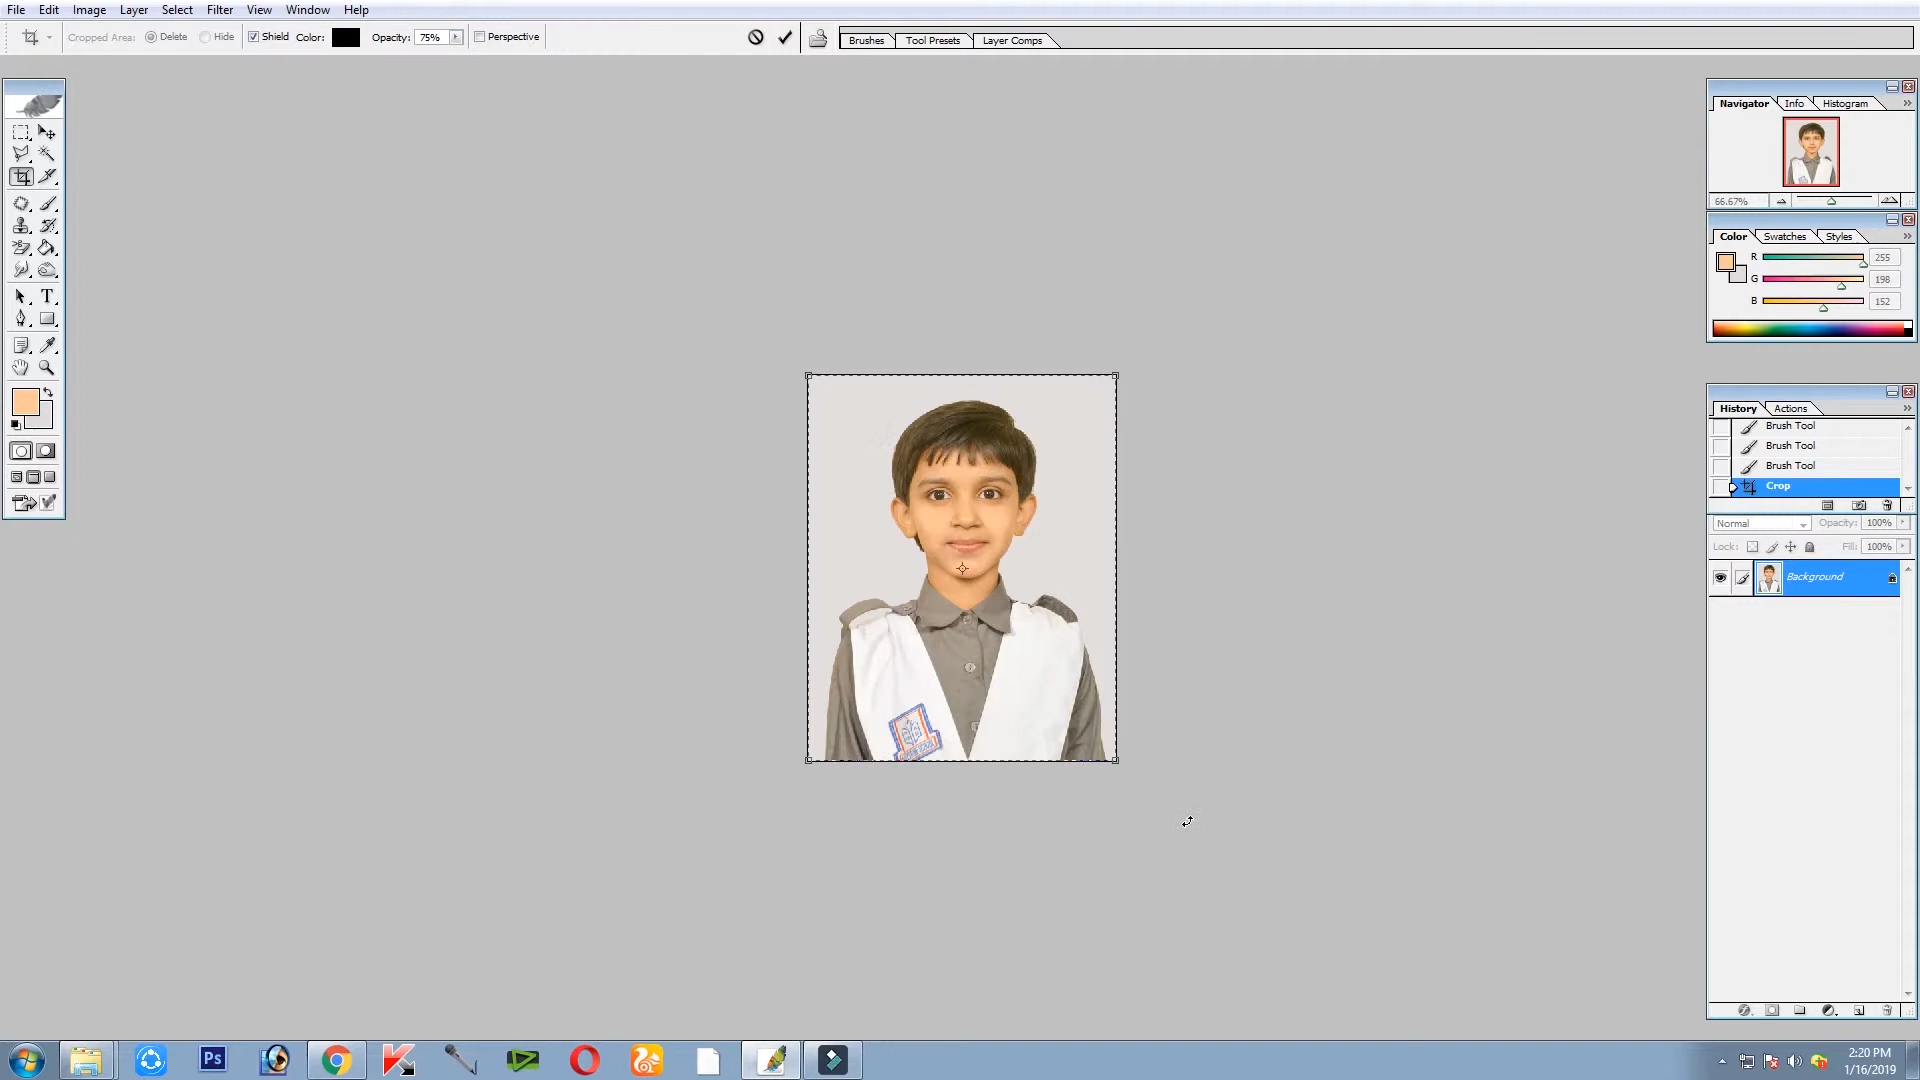 File Edit Image Layer Select Filter View Window Help
Cropped Area: Delete Hide Shield Color: Opacity: 75% Perspective Brushes Tool Presets Layer Comps
Navigator Info Histogram
66.67%
Color Swatches Styles
R 255
G 198
B 152
History Actions
Brush Tool
Brush Tool
Brush Tool
Crop
Normal Opacity: 100%
Lock: Fill: 100%
Background
T
Ps
2:20 PM
1/16/2019